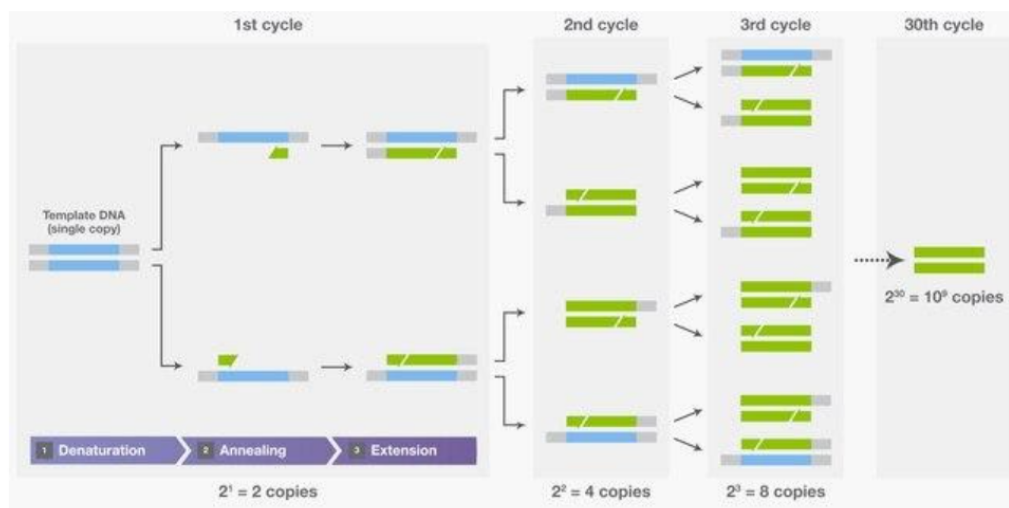 1st cycle
2nd cycle
3rd cycle
30th cycle
Template DNA
(single copy)
1 Denaturation
2 Annealing
3 Extension
2¹ = 2 copies
2² = 4 copies
2³ = 8 copies
2³⁰ = 10⁹ copies